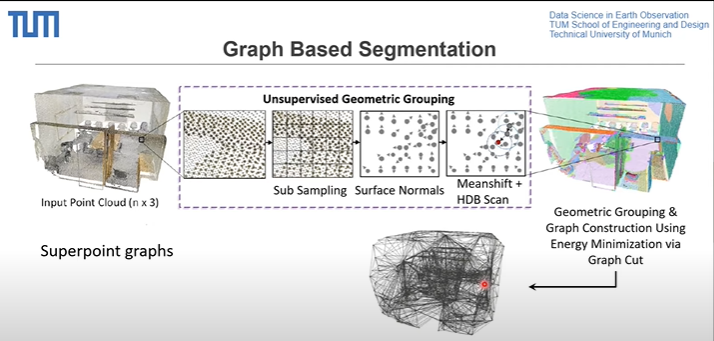 TUM
Data Science in Earth Observation
TUM School of Engineering and Design
Technical University of Munich
Graph Based Segmentation
Unsupervised Geometric Grouping
Sub Sampling
Surface Normals
Meanshift +
HDB Scan
Input Point Cloud (n x 3)
Geometric Grouping &
Graph Construction Using
Energy Minimization via
Graph Cut
Superpoint graphs